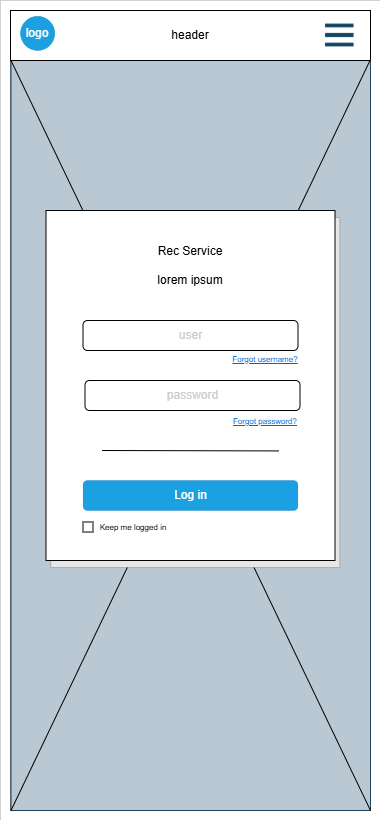 logo
header
Rec Service
lorem ipsum
user
Forgot username?
password
Forgot password?
Log in
Keep me logged in